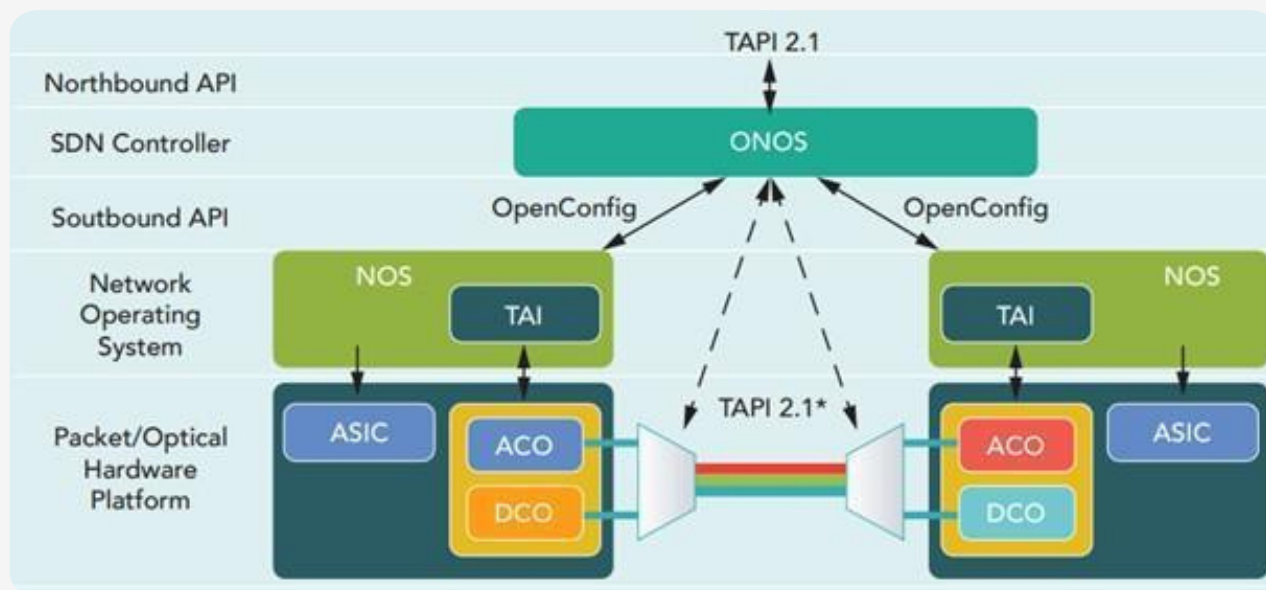 TAPI 2.1
Northbound API
SDN Controller
ONOS
Soutbound API
OpenConfig
OpenConfig
Network
Operating
System
NOS
TAI
TAI
NOS
Packet/Optical
Hardware
Platform
ASIC
ACO
DCO
TAPI 2.1*
ACO
DCO
ASIC